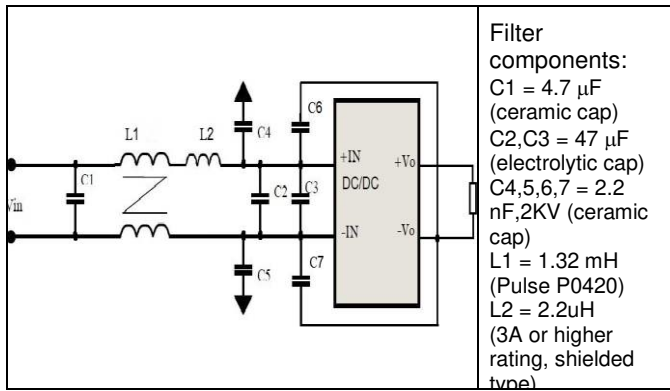 L1
L2
C4
C6
+IN
DC/DC
+Vo
C1
C2
C3
Vin
-IN
-Vo
C5
C7
Filter
components:
C1 = 4.7 μF
(ceramic cap)
C2,C3 = 47 μF
(electrolytic cap)
C4,5,6,7 = 2.2
nF,2KV (ceramic
cap)
L1 = 1.32 mH
(Pulse P0420)
L2 = 2.2uH
(3A or higher
rating, shielded
type)